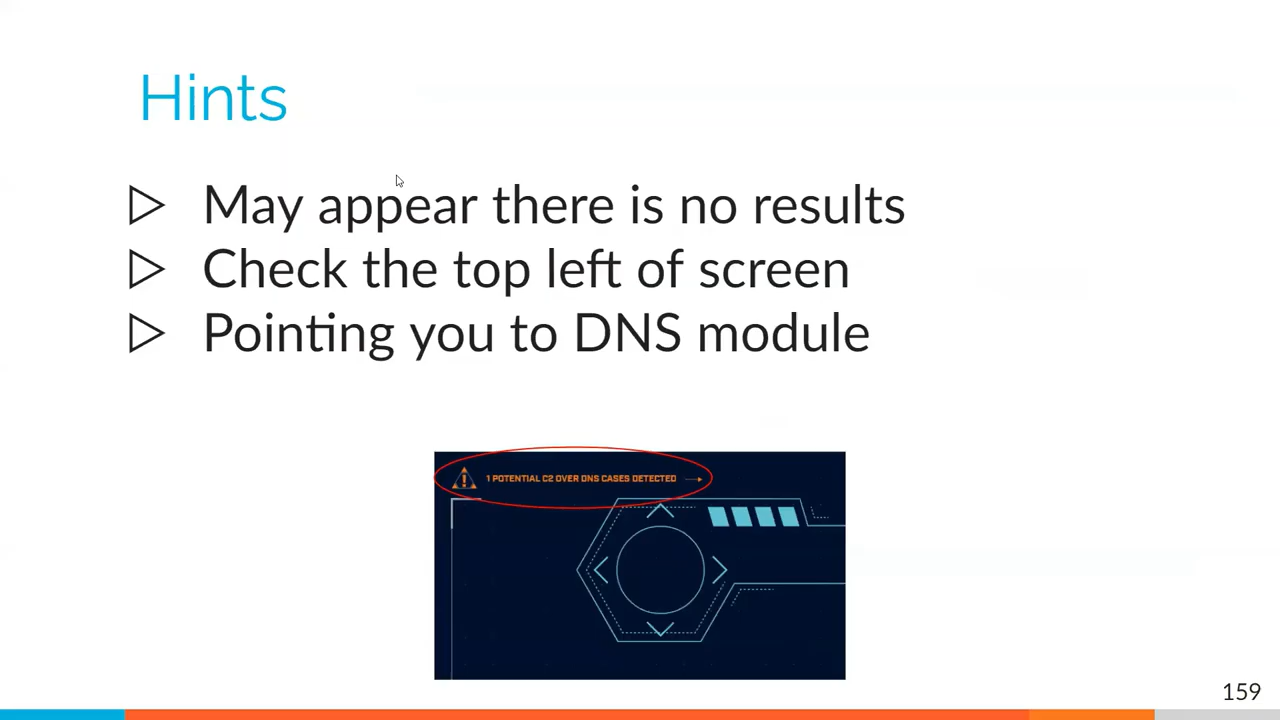 Hints
May appear there is no results
Check the top left of screen
Pointing you to DNS module
1 POTENTIAL C2 OVER DNS CASES DETECTED
159